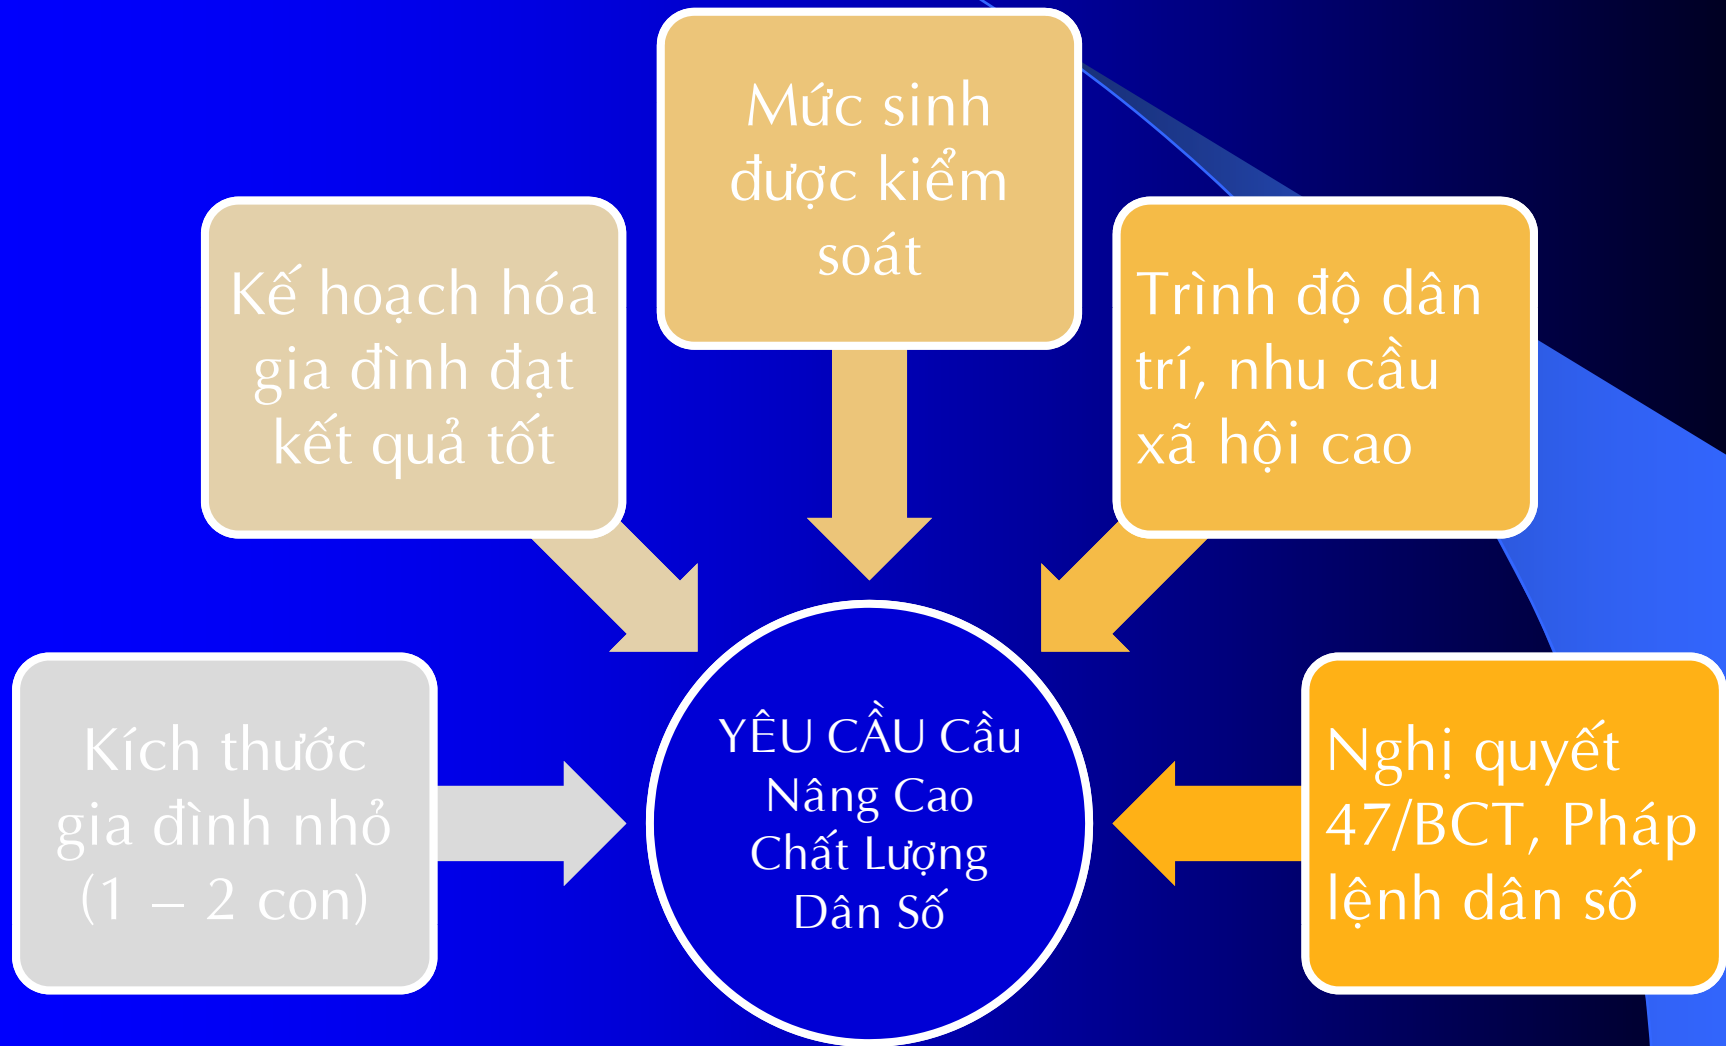 Mức sinh
được kiểm
soát
Kế hoạch hóa
gia đình đạt
kết quả tốt
Trình độ dân
trí, nhu cầu
xã hội cao
Kích thước
gia đình nhỏ
(1 – 2 con)
YÊU CẦU Cầu
Nâng Cao
Chất Lượng
Dân Số
Nghị quyết
47/BCT, Pháp
lệnh dân số